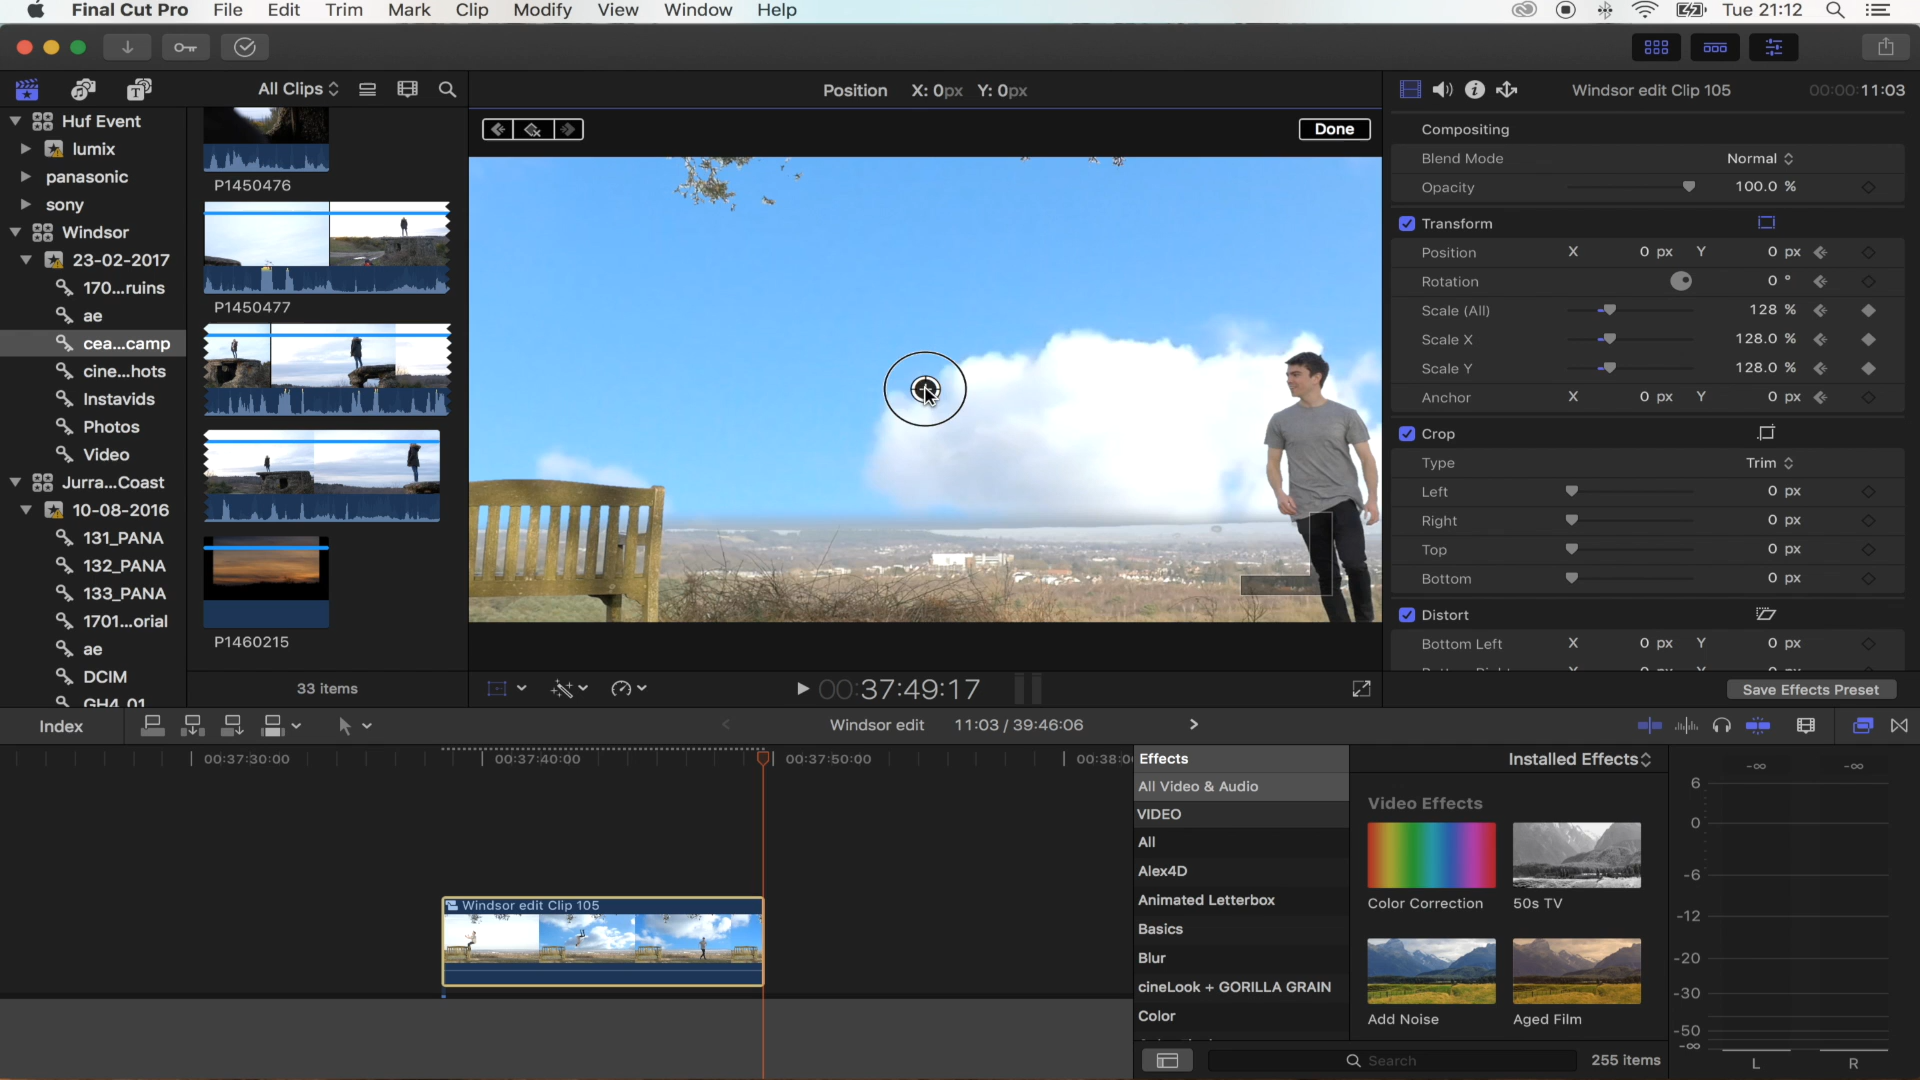 Final Cut Pro File Edit Trim Mark Clip Modify View Window Help Tue 21:12
All Clips
Position X: 0px Y: 0px
Windsor edit Clip 105 00:00:11:03
Huf Event
lumix
panasonic
sony
Windsor
23-02-2017
170...ruins
ae
cea...camp
cine...hots
Instavids
Photos
Video
Jurra...Coast
10-08-2016
131_PANA
132_PANA
133_PANA
1701...orial
ae
DCIM
GH4_01
P1450476
P1450477
P1460215
33 items
Done
Compositing
Blend Mode Normal
Opacity 100.0 %
Transform
Position X 0 px Y 0 px
Rotation 0 °
Scale (All) 128 %
Scale X 128.0 %
Scale Y 128.0 %
Anchor X 0 px Y 0 px
Crop
Type Trim
Left 0 px
Right 0 px
Top 0 px
Bottom 0 px
Distort
Bottom Left X 0 px Y 0 px
Save Effects Preset
00:37:49:17
Index
Windsor edit 11:03 / 39:46:06
00:37:30:00 00:37:40:00 00:37:50:00 00:38:0
Windsor edit Clip 105
Effects
All Video & Audio
VIDEO
All
Alex4D
Animated Letterbox
Basics
Blur
cineLook + GORILLA GRAIN
Color
Installed Effects
Video Effects
Color Correction
50s TV
Add Noise
Aged Film
Search
255 items
-∞ -∞
6
0
-6
-12
-20
-30
-50
-∞
L R